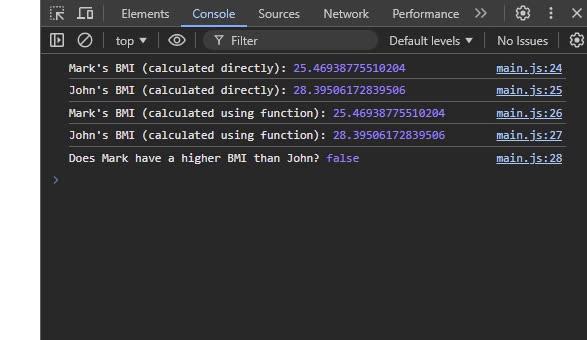 Elements Console Sources Network Performance
top Filter Default levels No Issues
Mark's BMI (calculated directly): 25.46938775510204 main.js:24
John's BMI (calculated directly): 28.39506172839506 main.js:25
Mark's BMI (calculated using function): 25.46938775510204 main.js:26
John's BMI (calculated using function): 28.39506172839506 main.js:27
Does Mark have a higher BMI than John? false main.js:28